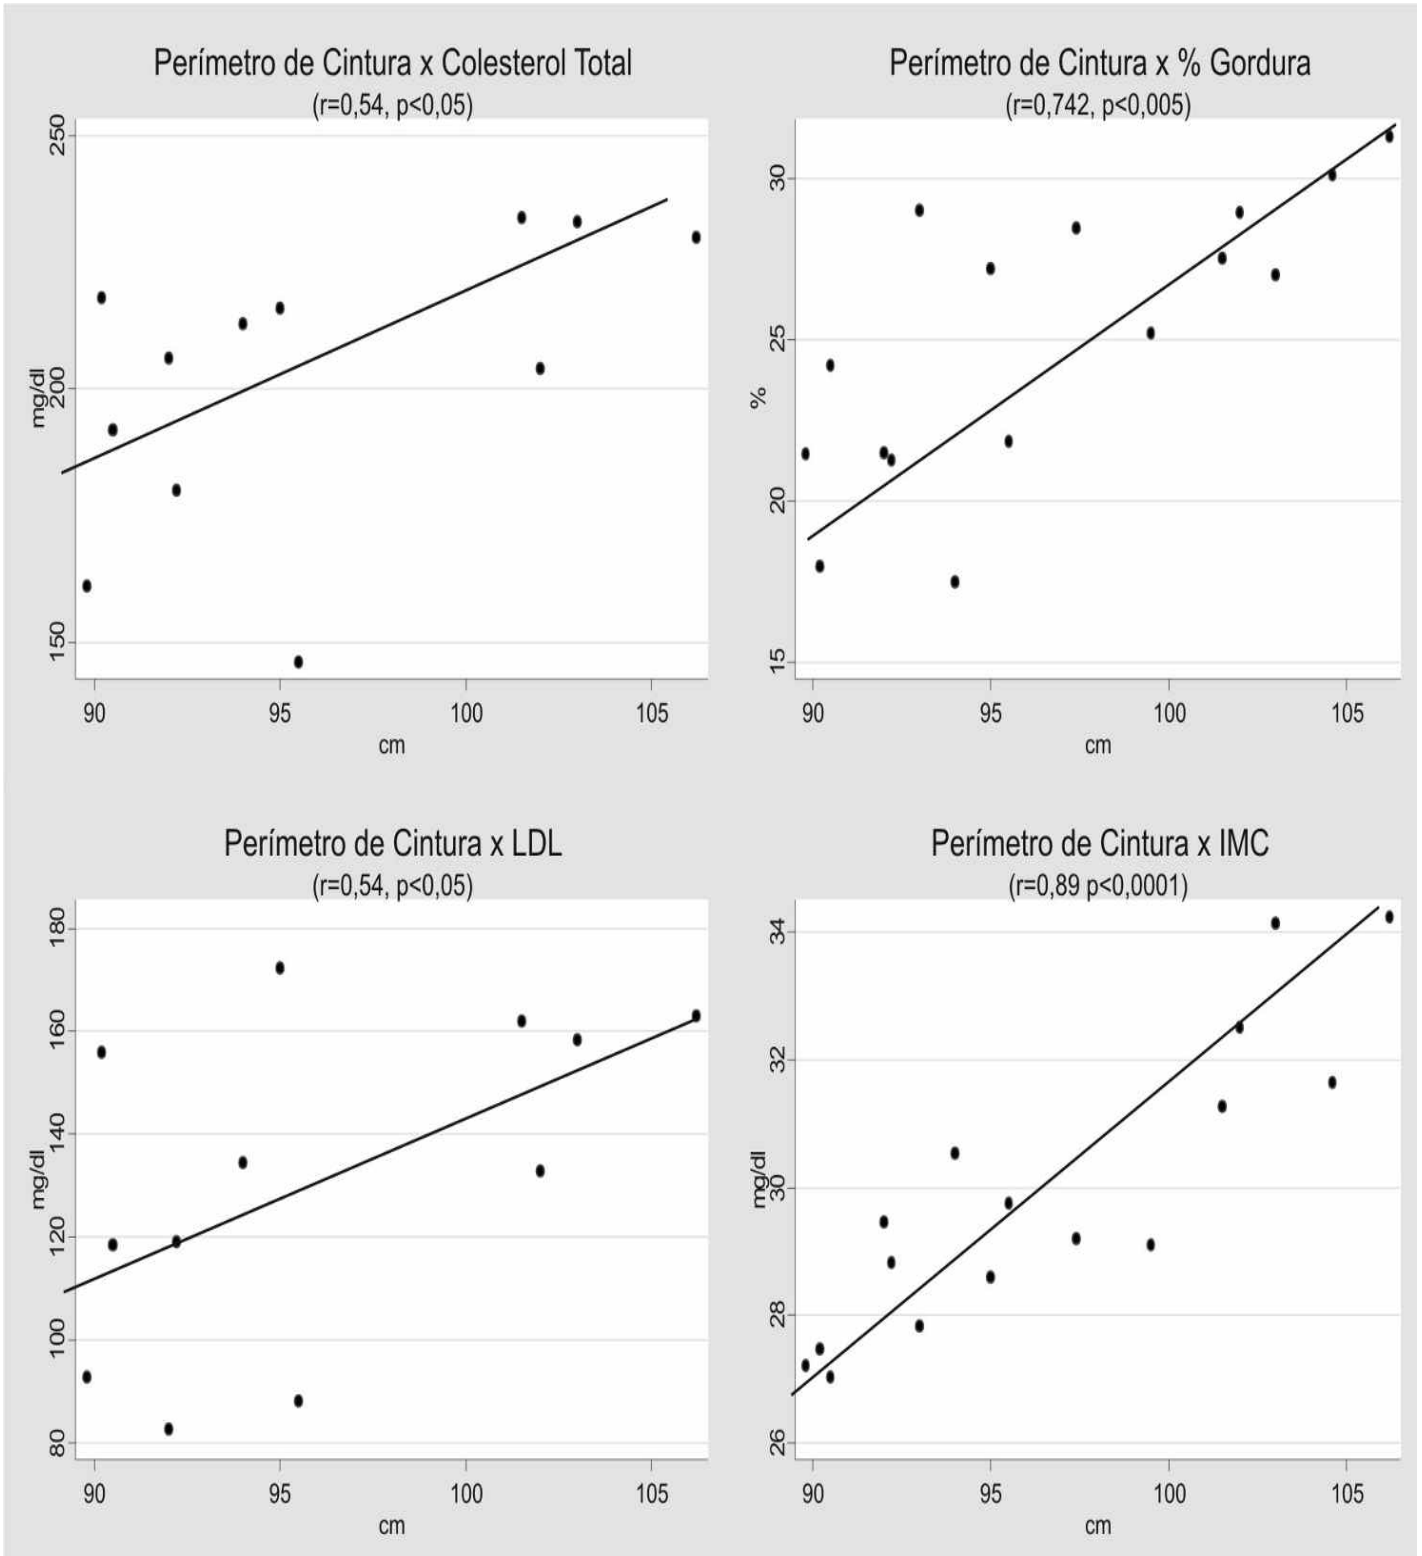 Perímetro de Cintura x Colesterol Total
(r=0,54, p<0,05)
250
200
150
mg/dl
90 95 100 105
cm
Perímetro de Cintura x % Gordura
(r=0,742, p<0,005)
30
25
20
15
%
90 95 100 105
cm
Perímetro de Cintura x LDL
(r=0,54, p<0,05)
180
160
140
120
100
80
mg/dl
90 95 100 105
cm
Perímetro de Cintura x IMC
(r=0,89 p<0,0001)
34
32
30
28
26
mg/dl
90 95 100 105
cm